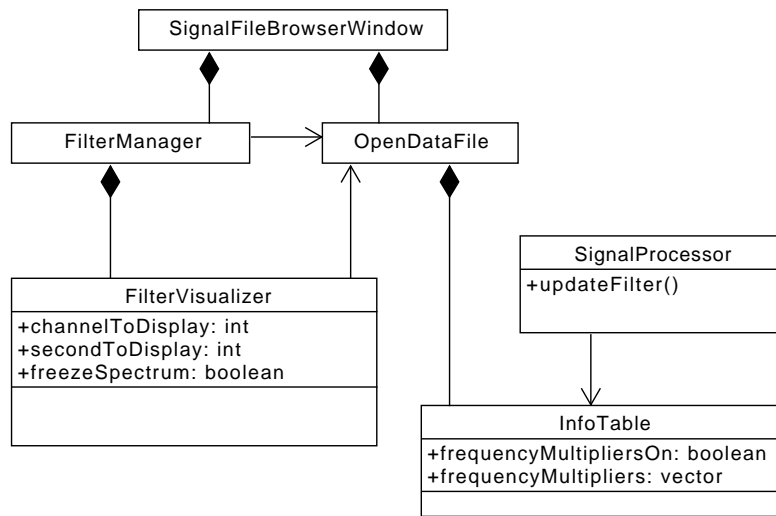 SignalFileBrowserWindow
FilterManager
OpenDataFile
SignalProcessor
+updateFilter()
FilterVisualizer
+channelToDisplay: int
+secondToDisplay: int
+freezeSpectrum: boolean
InfoTable
+frequencyMultipliersOn: boolean
+frequencyMultipliers: vector